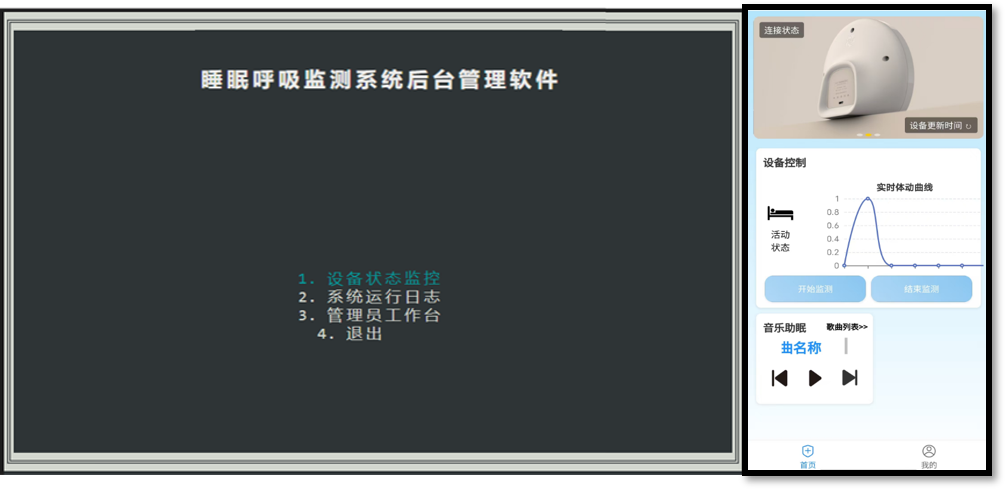 睡眠呼吸监测系统后台管理软件
1. 设备状态监控
2. 系统运行日志
3. 管理员工作台
4. 退出
连接状态
设备更新时间 ↻
设备控制
实时体动曲线
1
0.8
0.6
0.4
0.2
0
活动
状态
开始监测
结束监测
音乐助眠
歌曲列表>>
曲名称
首页
我的